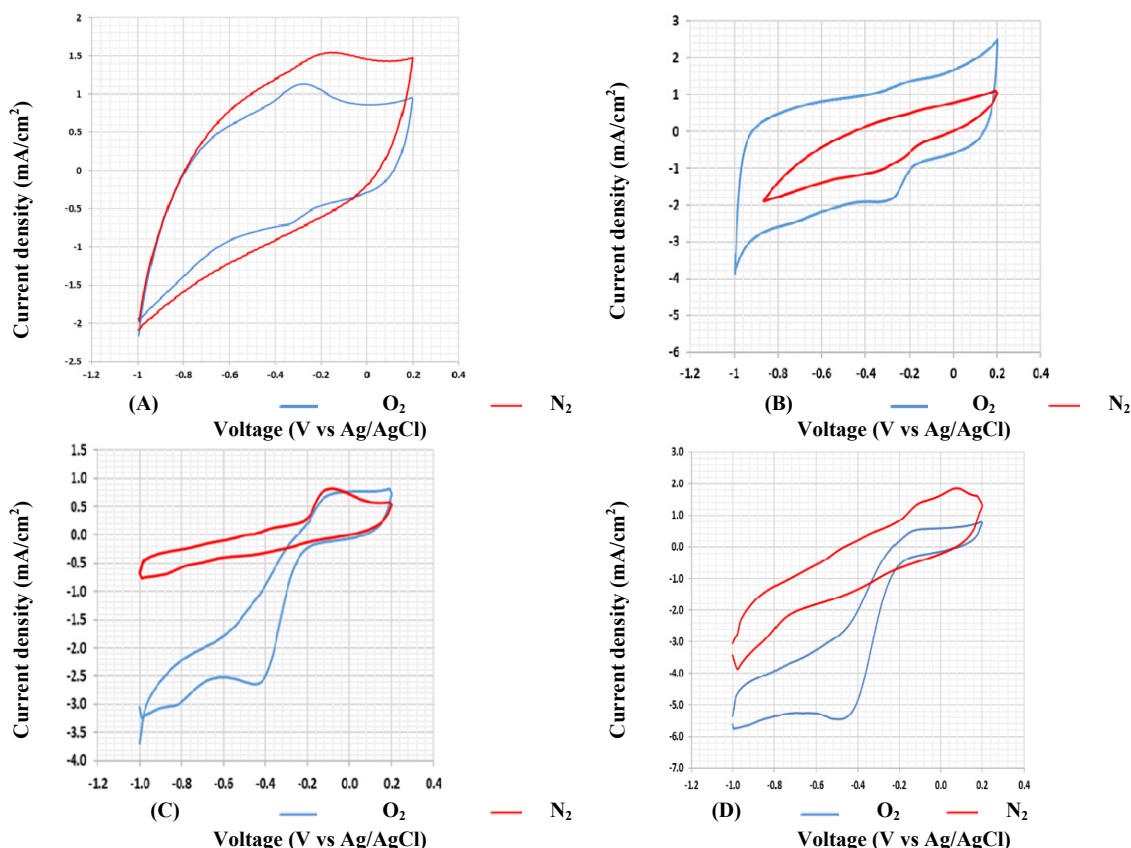 2
1.5
1
0.5
0
-0.5
-1
-1.5
-2
-2.5
-1.2 -1 -0.8 -0.6 -0.4 -0.2 0 0.2 0.4
Current density (mA/cm²)
(A) O₂ N₂
Voltage (V vs Ag/AgCl)
3
2
1
0
-1
-2
-3
-4
-5
-6
-1.2 -1 -0.8 -0.6 -0.4 -0.2 0 0.2 0.4
Current density (mA/cm²)
(B) O₂ N₂
Voltage (V vs Ag/AgCl)
1.5
1.0
0.5
0.0
-0.5
-1.0
-1.5
-2.0
-2.5
-3.0
-3.5
-4.0
-1.2 -1.0 -0.8 -0.6 -0.4 -0.2 0.0 0.2 0.4
Current density (mA/cm²)
(C) O₂ N₂
Voltage (V vs Ag/AgCl)
3.0
2.0
1.0
0.0
-1.0
-2.0
-3.0
-4.0
-5.0
-6.0
-7.0
-1.2 -1.0 -0.8 -0.6 -0.4 -0.2 0.0 0.2 0.4
Current density (mA/cm²)
(D) O₂ N₂
Voltage (V vs Ag/AgCl)